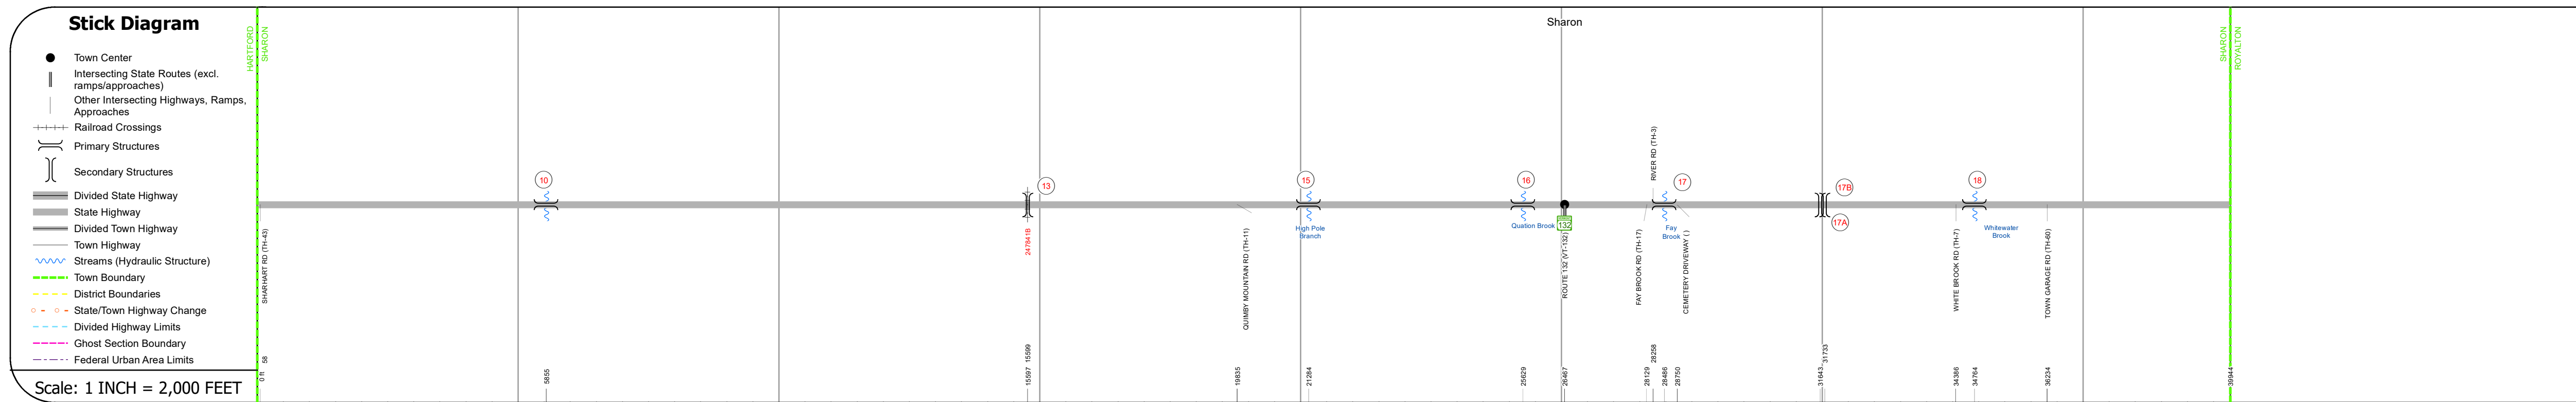 Stick Diagram
Town Center
Intersecting State Routes (excl.
ramps/approaches)
Other Intersecting Highways, Ramps,
Approaches
Railroad Crossings
Primary Structures
Secondary Structures
Divided State Highway
State Highway
Divided Town Highway
Town Highway
Streams (Hydraulic Structure)
Town Boundary
District Boundaries
State/Town Highway Change
Divided Highway Limits
Ghost Section Boundary
Federal Urban Area Limits
Scale: 1 INCH = 2,000 FEET
HARTFORD
SHARON
Sharon
SHARON
ROYALTON
10
13
15
16
17
17B
17A
18
SHARHART RD (TH-43)
247841B
QUIMBY MOUNTAIN RD (TH-11)
High Pole
Branch
Quation Brook
132
ROUTE 132 (VT-132)
RIVER RD (TH-3)
FAY BROOK RD (TH-17)
Fay
Brook
CEMETERY DRIVEWAY ( )
WHITE BROOK RD (TH-7)
Whitewater
Brook
TOWN GARAGE RD (TH-60)
0 ft
58
5855
15597
15599
19835
21284
25629
26467
28129
28258
28486
28750
31643
31733
34386
34764
36234
39944